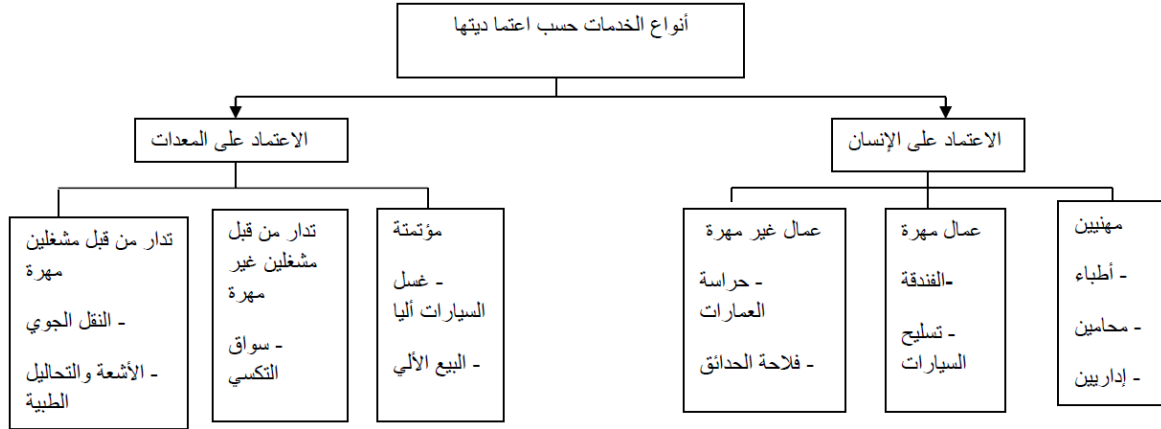 أنواع الخدمات حسب اعتما ديتها
الاعتماد على الإنسان
الاعتماد على المعدات
مهنيين
- أطباء
- محامين
- إداريين
عمال مهرة
-الفندقة
- تسليح
السيارات
عمال غير مهرة
- حراسة
العمارات
- فلاحة الحدائق
مؤتمتة
- غسل
السيارات أليا
- البيع الألي
تدار من قبل
مشغلين غير
مهرة
- سواق
التكسي
تدار من قبل مشغلين
مهرة
- النقل الجوي
- الأشعة والتحاليل
الطبية